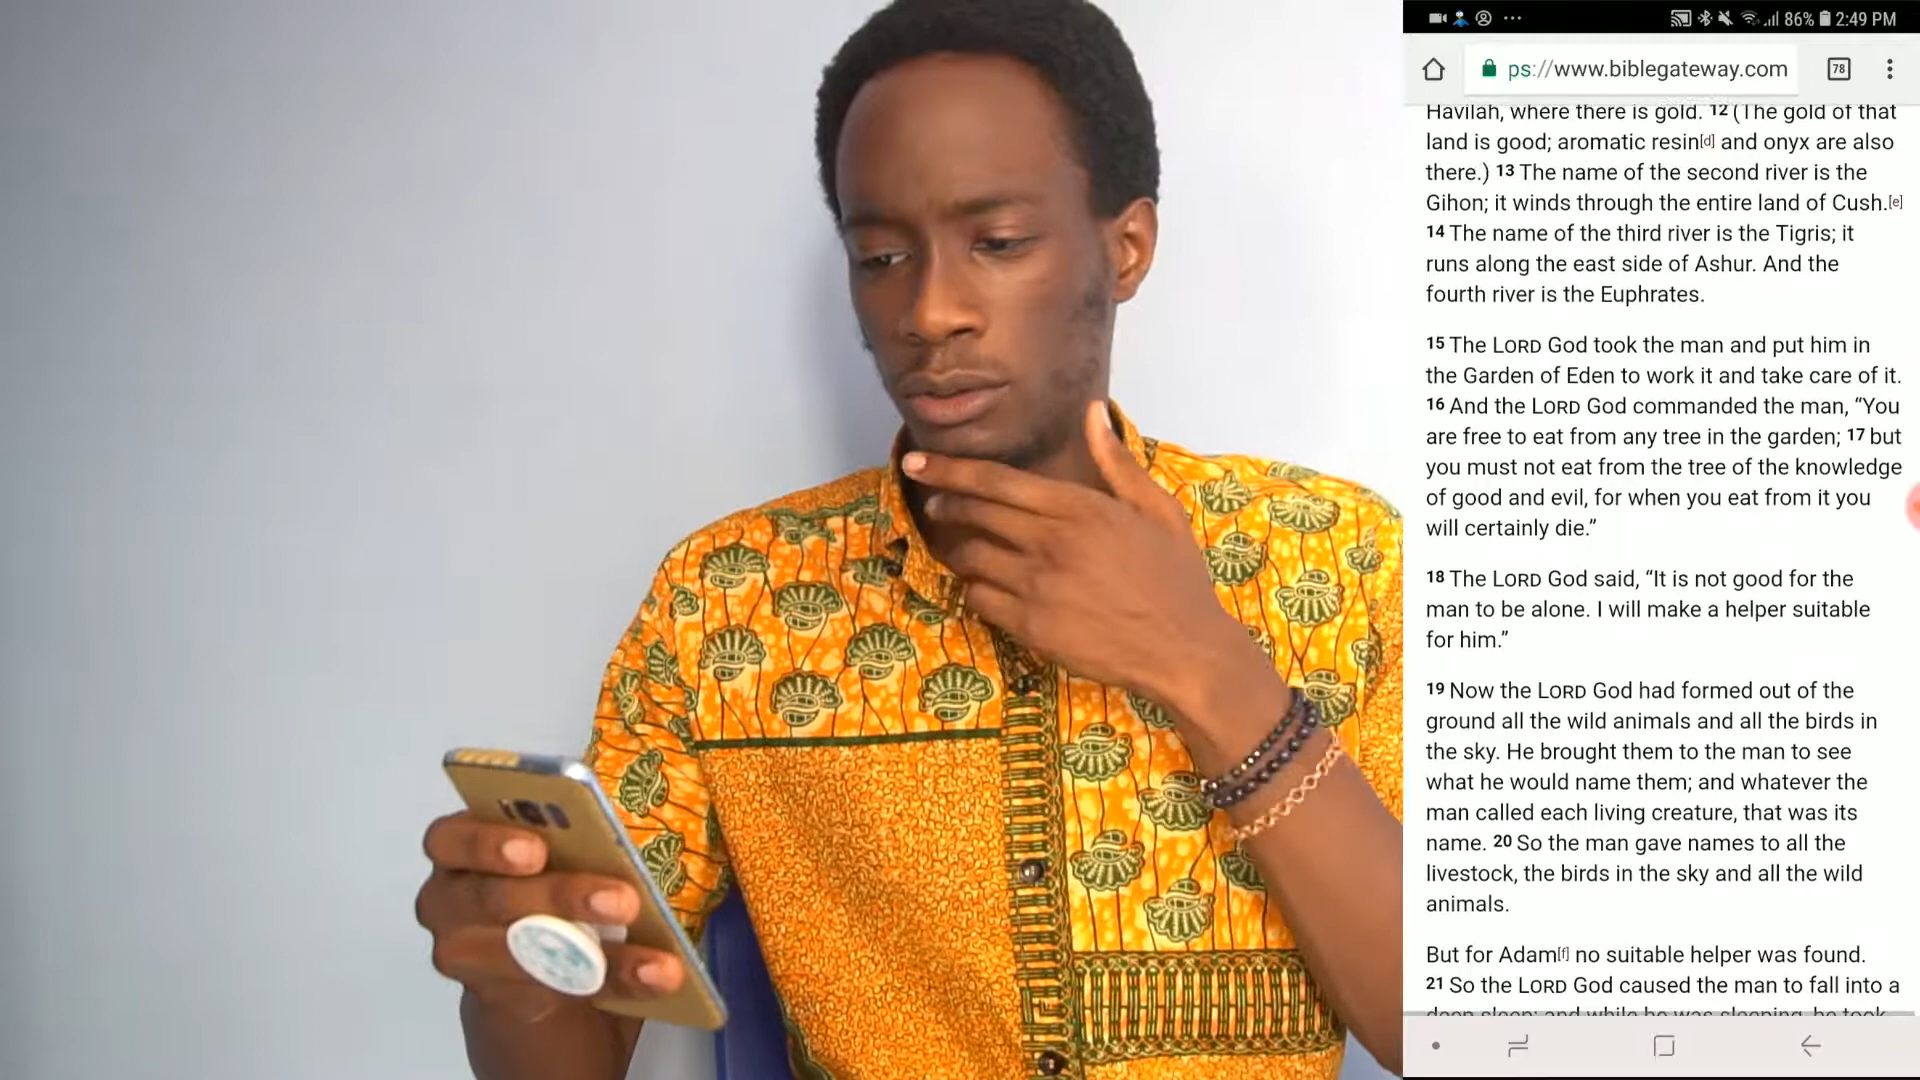 86% 2:49 PM
ps://www.biblegateway.com 78
Havilah, where there is gold. 12 (The gold of that
land is good; aromatic resin[d] and onyx are also
there.) 13 The name of the second river is the
Gihon; it winds through the entire land of Cush.[e]
14 The name of the third river is the Tigris; it
runs along the east side of Ashur. And the
fourth river is the Euphrates.
15 The LORD God took the man and put him in
the Garden of Eden to work it and take care of it.
16 And the LORD God commanded the man, “You
are free to eat from any tree in the garden; 17 but
you must not eat from the tree of the knowledge
of good and evil, for when you eat from it you
will certainly die.”
18 The LORD God said, “It is not good for the
man to be alone. I will make a helper suitable
for him.”
19 Now the LORD God had formed out of the
ground all the wild animals and all the birds in
the sky. He brought them to the man to see
what he would name them; and whatever the
man called each living creature, that was its
name. 20 So the man gave names to all the
livestock, the birds in the sky and all the wild
animals.
But for Adam[f] no suitable helper was found.
21 So the LORD God caused the man to fall into a
deep sleep; and while he was sleeping, he took